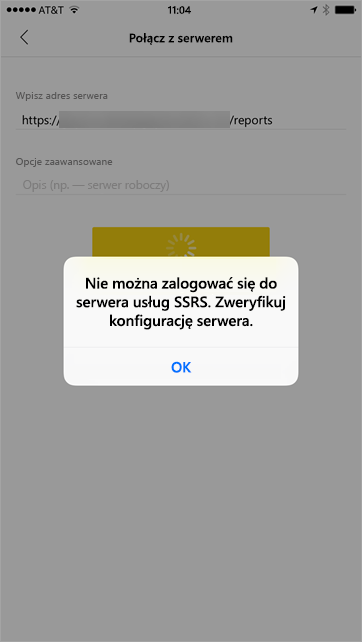 AT&T 11:04
Połącz z serwerem
Wpisz adres serwera
https:// /reports
Opcje zaawansowane
Opis (np. — serwer roboczy)
Nie można zalogować się do
serwera usług SSRS. Zweryfikuj
konfigurację serwera.
OK